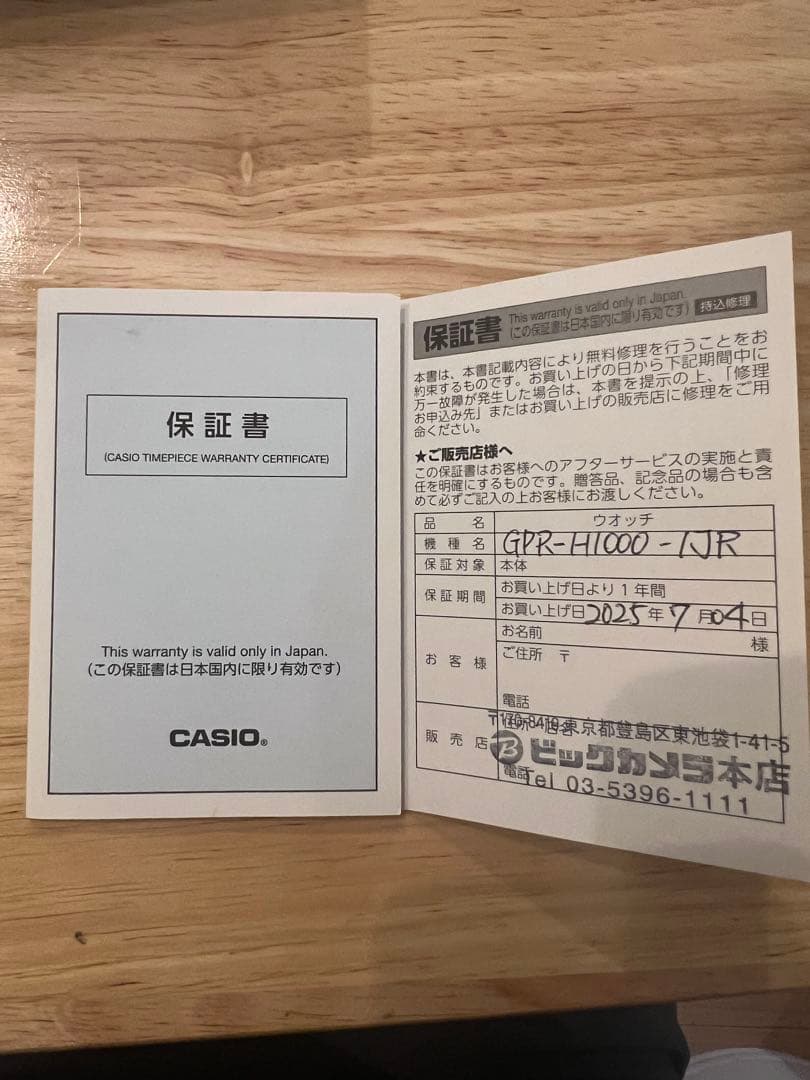 保証書
(CASIO TIMEPIECE WARRANTY CERTIFICATE)
This warranty is valid only in Japan.
(この保証書は日本国内に限り有効です)
CASIO®
保証書
This warranty is valid only in Japan.
(この保証書は日本国内に限り有効です)
持込修理
本書は、本書記載内容により無料修理を行うことをお
約束するものです。お買い上げの日から下記期間中に
万一故障が発生した場合は、本書を提示の上、「修理
お申込み先」またはお買い上げの販売店に修理をご用
命ください。
★ご販売店様へ
この保証書はお客様へのアフターサービスの実施と責
任を明確にするものです。贈答品、記念品の場合も含
めて必ずご記入の上お客様にお渡しください。
品名 ウオッチ
機種名 GPR-H1000-1JR
保証対象 本体
保証期間 お買い上げ日より1年間
お買い上げ日 2025年7月04日
お客様 お名前 様
ご住所 〒
電話
販売店 住所・店名
〒170-8410 東京都豊島区東池袋1-41-5
ビックカメラ本店
電話
Tel 03-5396-1111